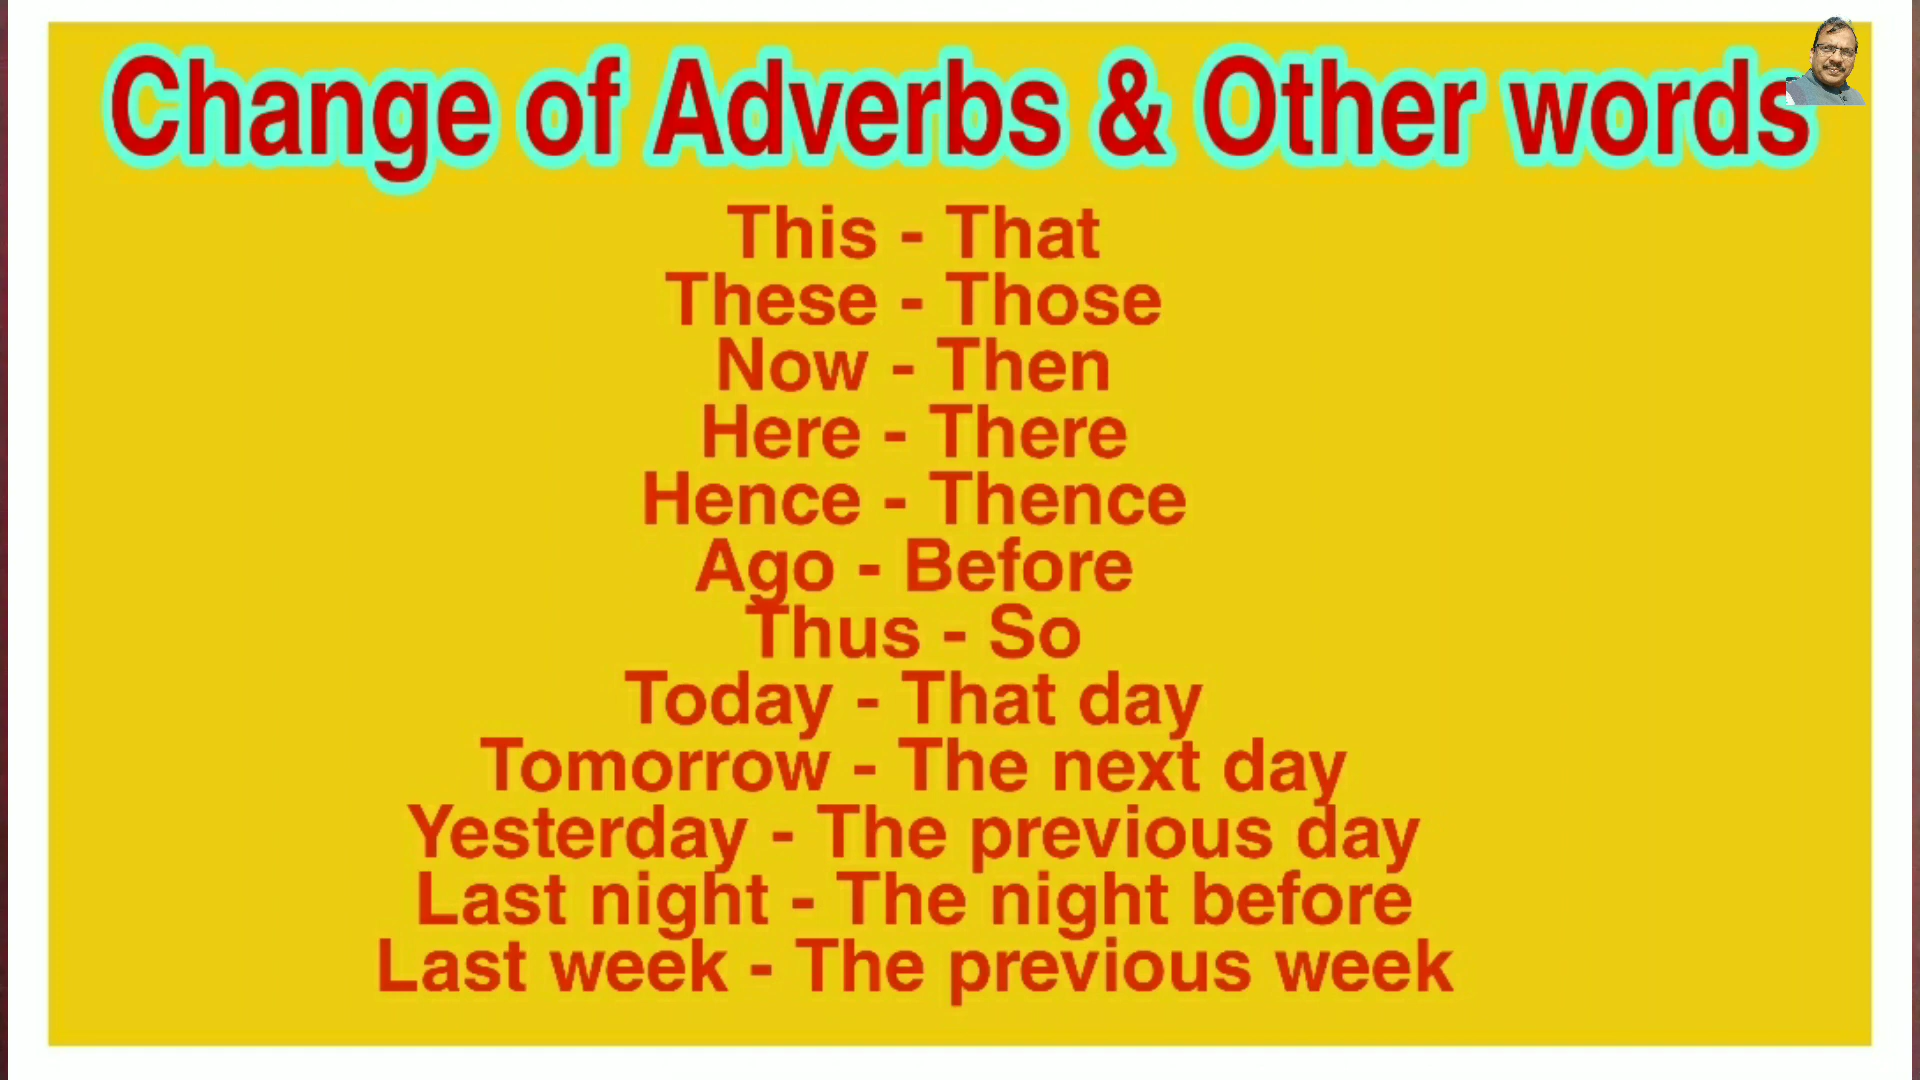 Change of Adverbs & Other words
This - That
These - Those
Now - Then
Here - There
Hence - Thence
Ago - Before
Thus - So
Today - That day
Tomorrow - The next day
Yesterday - The previous day
Last night - The night before
Last week - The previous week